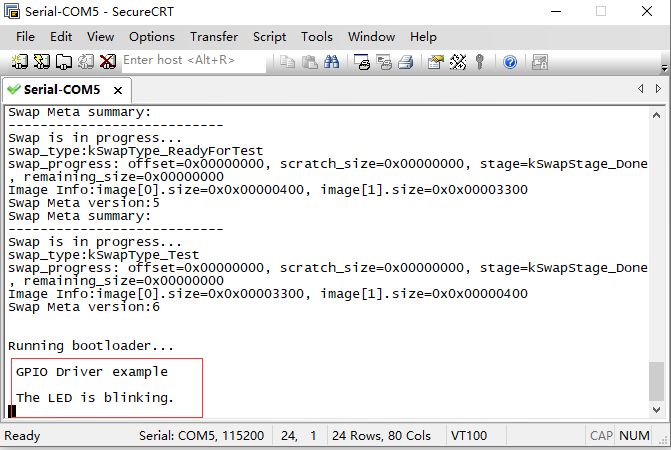 Serial-COM5 - SecureCRT
File Edit View Options Transfer Script Tools Window Help
Enter host <Alt+R>
Serial-COM5
Swap Meta summary:
---------------------------
Swap is in progress...
swap_type:kSwapType_ReadyForTest
swap_progress: offset=0x00000000, scratch_size=0x00000000, stage=kSwapStage_Done
, remaining_size=0x00000000
Image Info:image[0].size=0x0x00000400, image[1].size=0x0x00003300
Swap Meta version:5
Swap Meta summary:
---------------------------
Swap is in progress...
swap_type:kSwapType_Test
swap_progress: offset=0x00000000, scratch_size=0x00000000, stage=kSwapStage_Done
, remaining_size=0x00000000
Image Info:image[0].size=0x0x00003300, image[1].size=0x0x00000400
Swap Meta version:6
Running bootloader...
GPIO Driver example
The LED is blinking.
Ready Serial: COM5, 115200 24, 1 24 Rows, 80 Cols VT100 CAP NUM